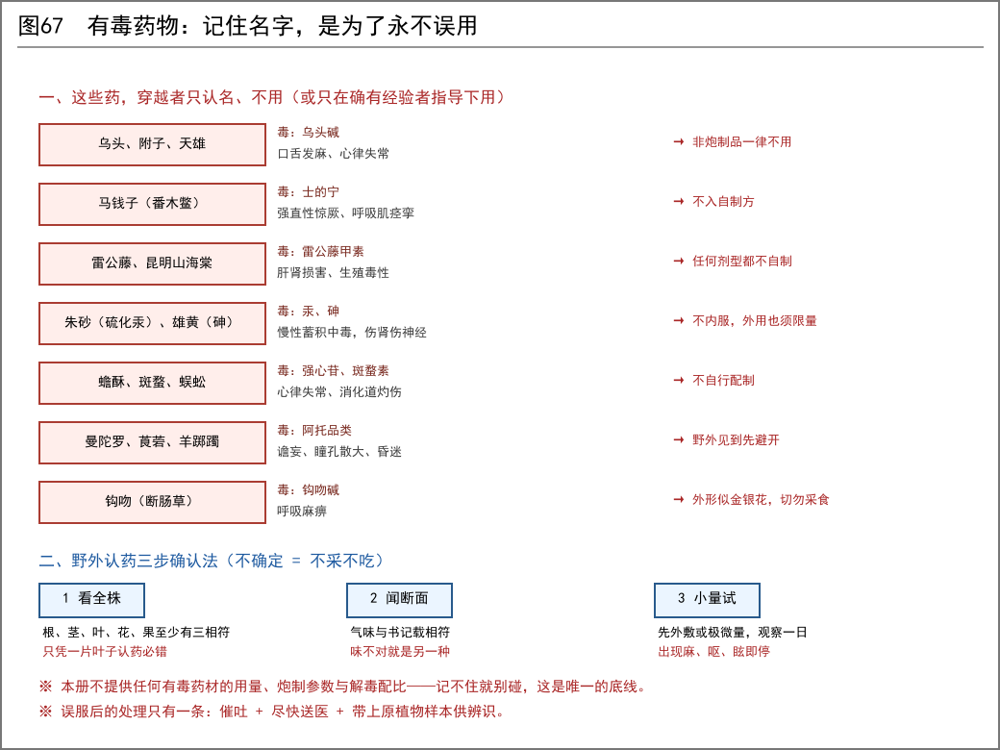 图67 有毒药物：记住名字，是为了永不误用
一、这些药，穿越者只认名、不用（或只在确有经验者指导下用）
乌头、附子、天雄
毒：乌头碱
口舌发麻、心律失常
→ 非炮制品一律不用
马钱子（番木鳖）
毒：士的宁
强直性惊厥、呼吸肌痉挛
→ 不入自制方
雷公藤、昆明山海棠
毒：雷公藤甲素
肝肾损害、生殖毒性
→ 任何剂型都不自制
朱砂（硫化汞）、雄黄（砷）
毒：汞、砷
慢性蓄积中毒，伤肾伤神经
→ 不内服，外用也须限量
蟾酥、斑蝥、蜈蚣
毒：强心苷、斑蝥素
心律失常、消化道灼伤
→ 不自行配制
曼陀罗、莨菪、羊踯躅
毒：阿托品类
谵妄、瞳孔散大、昏迷
→ 野外见到先避开
钩吻（断肠草）
毒：钩吻碱
呼吸麻痹
→ 外形似金银花，切勿采食
二、野外认药三步确认法（不确定 = 不采不吃）
1 看全株
根、茎、叶、花、果至少有三相符
只凭一片叶子认药必错
2 闻断面
气味与书记载相符
味不对就是另一种
3 小量试
先外敷或极微量，观察一日
出现麻、呕、眩即停
※ 本册不提供任何有毒药材的用量、炮制参数与解毒配比——记不住就别碰，这是唯一的底线。
※ 误服后的处理只有一条：催吐 + 尽快送医 + 带上原植物样本供辨识。